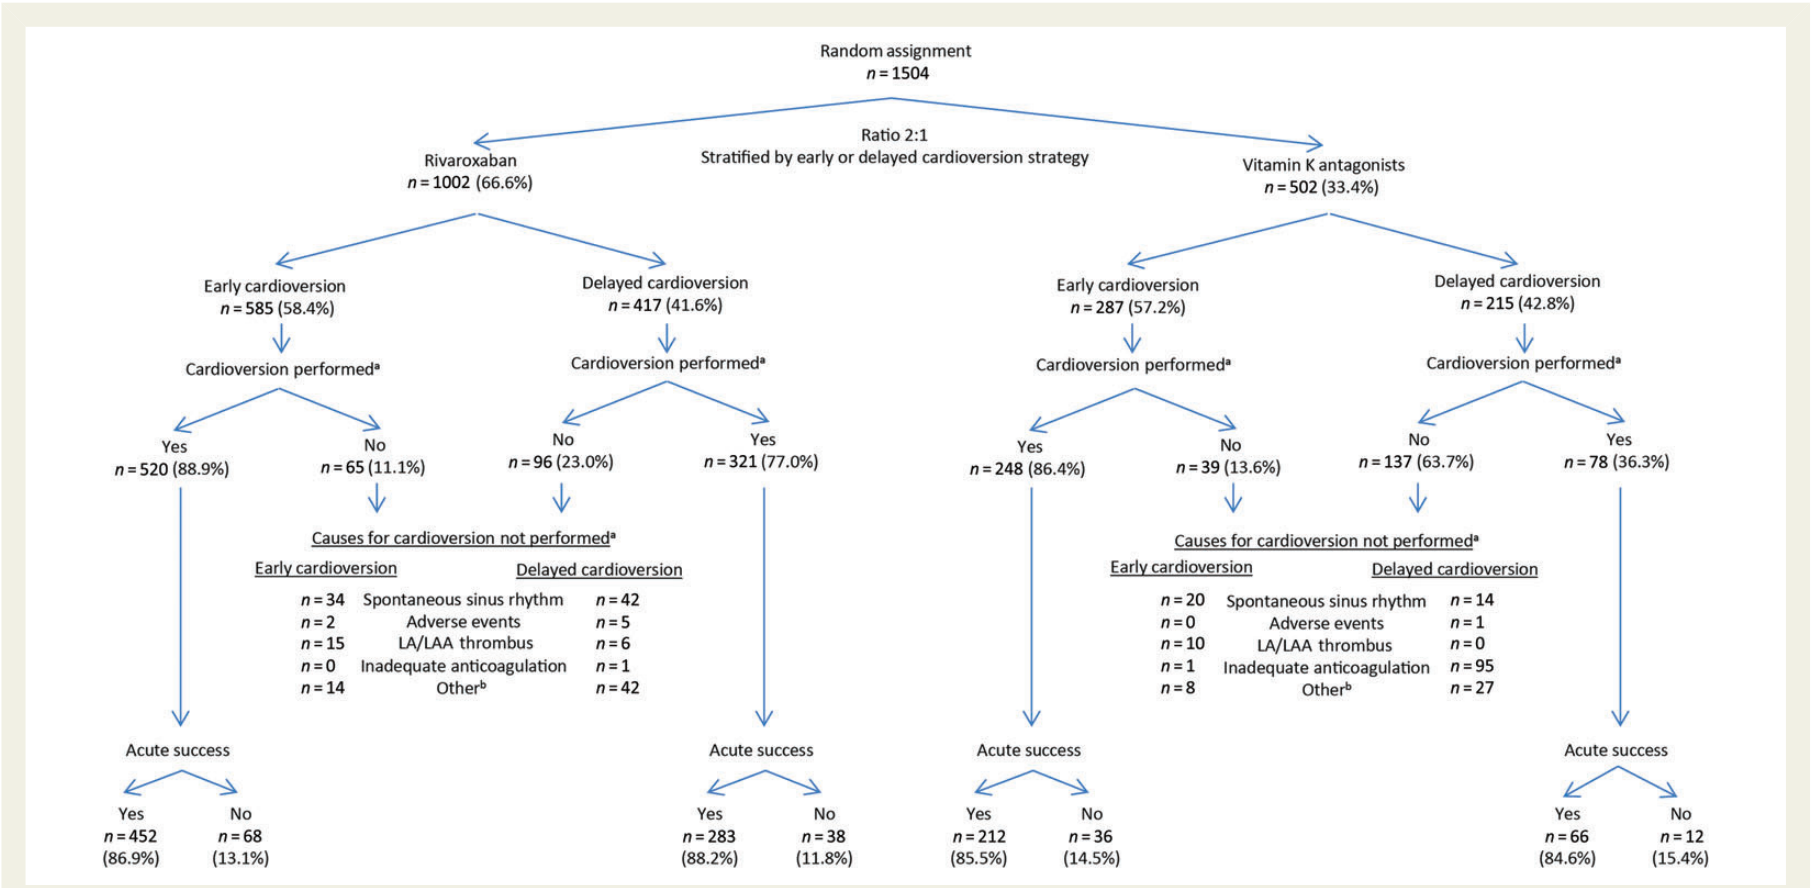 Random assignment
n = 1504
Ratio 2:1
Stratified by early or delayed cardioversion strategy
Rivaroxaban
n = 1002 (66.6%)
Vitamin K antagonists
n = 502 (33.4%)
Early cardioversion
n = 585 (58.4%)
Delayed cardioversion
n = 417 (41.6%)
Early cardioversion
n = 287 (57.2%)
Delayed cardioversion
n = 215 (42.8%)
Cardioversion performedᵃ
Cardioversion performedᵃ
Cardioversion performedᵃ
Cardioversion performedᵃ
Yes
n = 520 (88.9%)
No
n = 65 (11.1%)
No
n = 96 (23.0%)
Yes
n = 321 (77.0%)
Yes
n = 248 (86.4%)
No
n = 39 (13.6%)
No
n = 137 (63.7%)
Yes
n = 78 (36.3%)
Causes for cardioversion not performedᵃ
Early cardioversion Delayed cardioversion
n = 34 Spontaneous sinus rhythm n = 42
n = 2 Adverse events n = 5
n = 15 LA/LAA thrombus n = 6
n = 0 Inadequate anticoagulation n = 1
n = 14 Otherᵇ n = 42
Causes for cardioversion not performedᵃ
Early cardioversion Delayed cardioversion
n = 20 Spontaneous sinus rhythm n = 14
n = 0 Adverse events n = 1
n = 10 LA/LAA thrombus n = 0
n = 1 Inadequate anticoagulation n = 95
n = 8 Otherᵇ n = 27
Acute success
Yes
n = 452
(86.9%)
No
n = 68
(13.1%)
Acute success
Yes
n = 283
(88.2%)
No
n = 38
(11.8%)
Acute success
Yes
n = 212
(85.5%)
No
n = 36
(14.5%)
Acute success
Yes
n = 66
(84.6%)
No
n = 12
(15.4%)